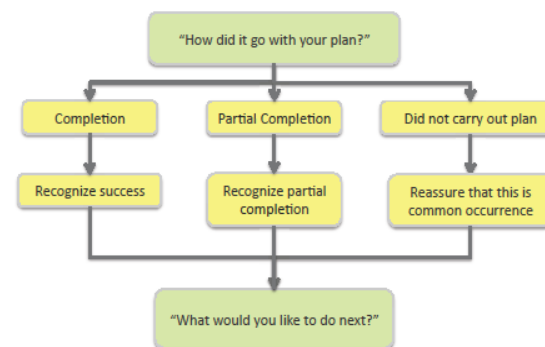 “How did it go with your plan?”
Completion
Partial Completion
Did not carry out plan
Recognize success
Recognize partial
completion
Reassure that this is
common occurrence
“What would you like to do next?”